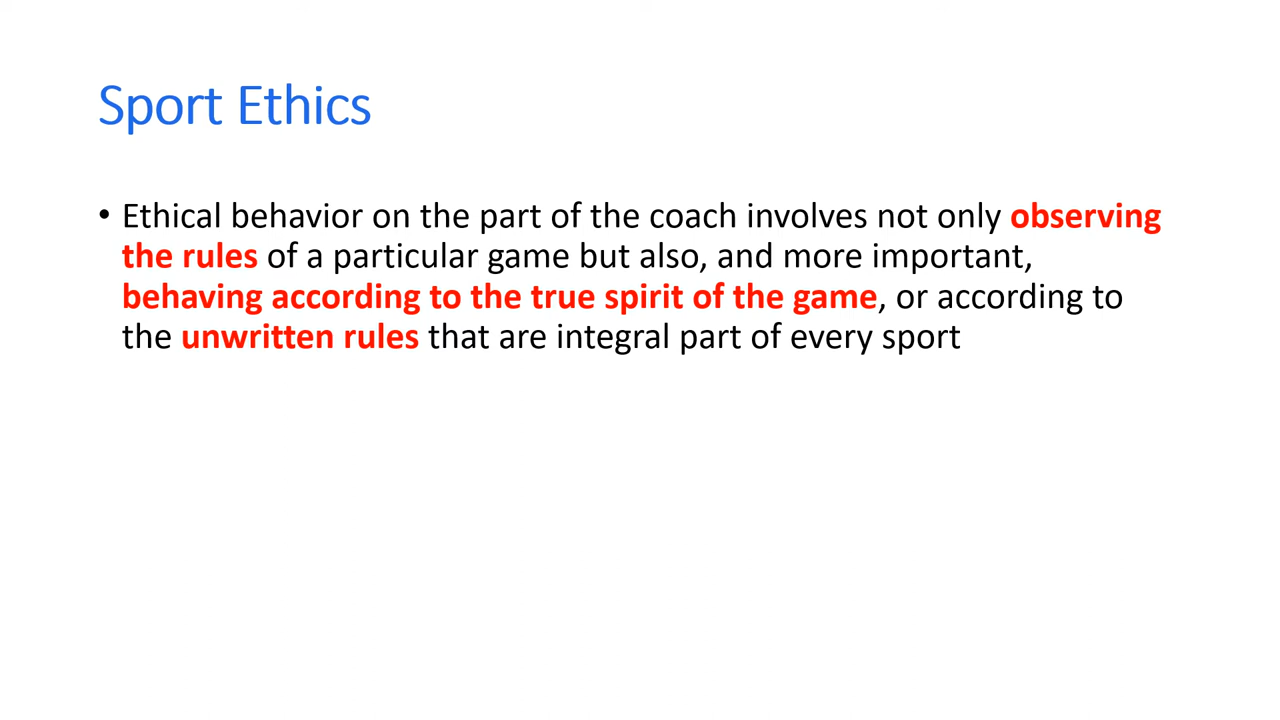 Sport Ethics
• Ethical behavior on the part of the coach involves not only observing
the rules of a particular game but also, and more important,
behaving according to the true spirit of the game, or according to
the unwritten rules that are integral part of every sport